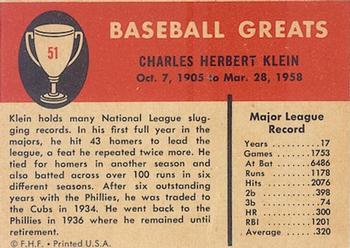 51
BASEBALL GREATS
CHARLES HERBERT KLEIN
Oct. 7, 1905 to Mar. 28, 1958
Klein holds many National League slug-
ging records. In his first full year in the
majors, he hit 43 homers to lead the
league, a feat he repeated twice more. He
tied for homers in another season and
also batted across over 100 runs in six
different seasons. After six outstanding
years with the Phillies, he was traded
to the Cubs in 1934. He went back to the
Phillies in 1936 where he remained until
retirement.
© F.H.F. • Printed U.S.A.
Major League
Record
Years 17
Games 1753
At Bat 6486
Runs 1178
Hits 2076
2b 398
3b 74
HR 300
RBI 1201
Average .320